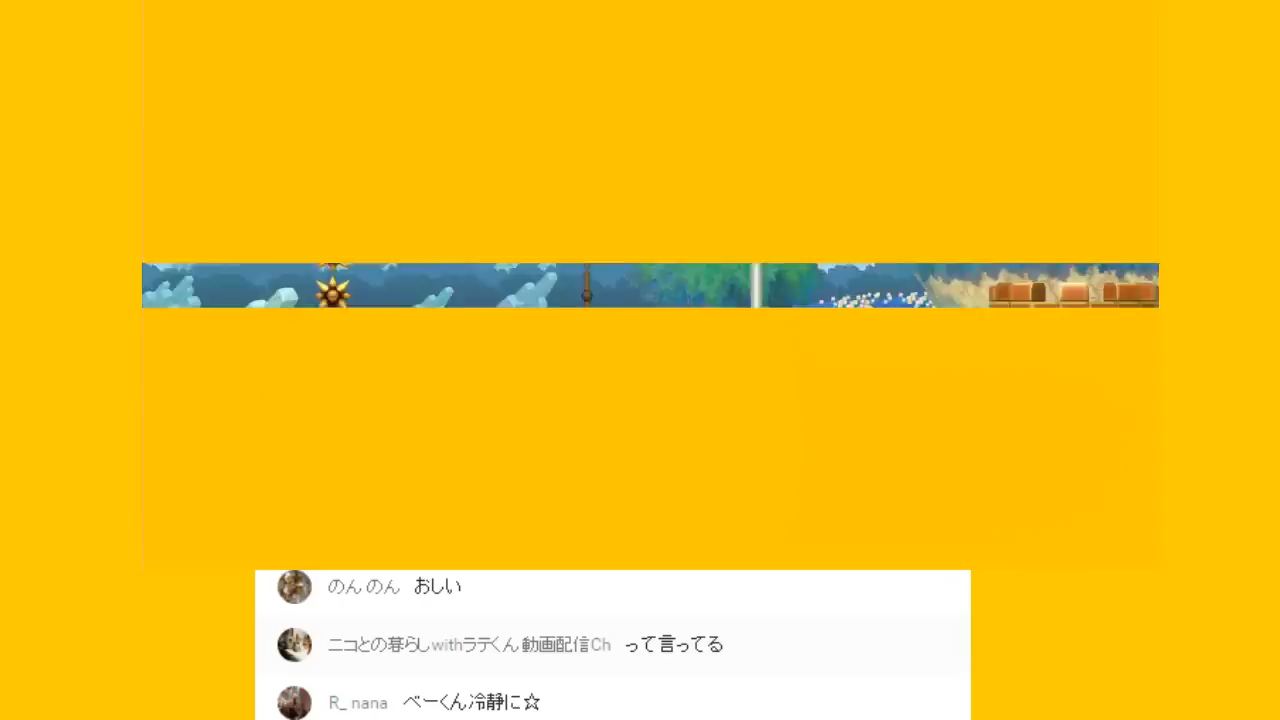 のんのん おしい
ニコとの暮らしwithラテくん動画配信Ch って言ってる
R_ nana べーくん冷静に☆